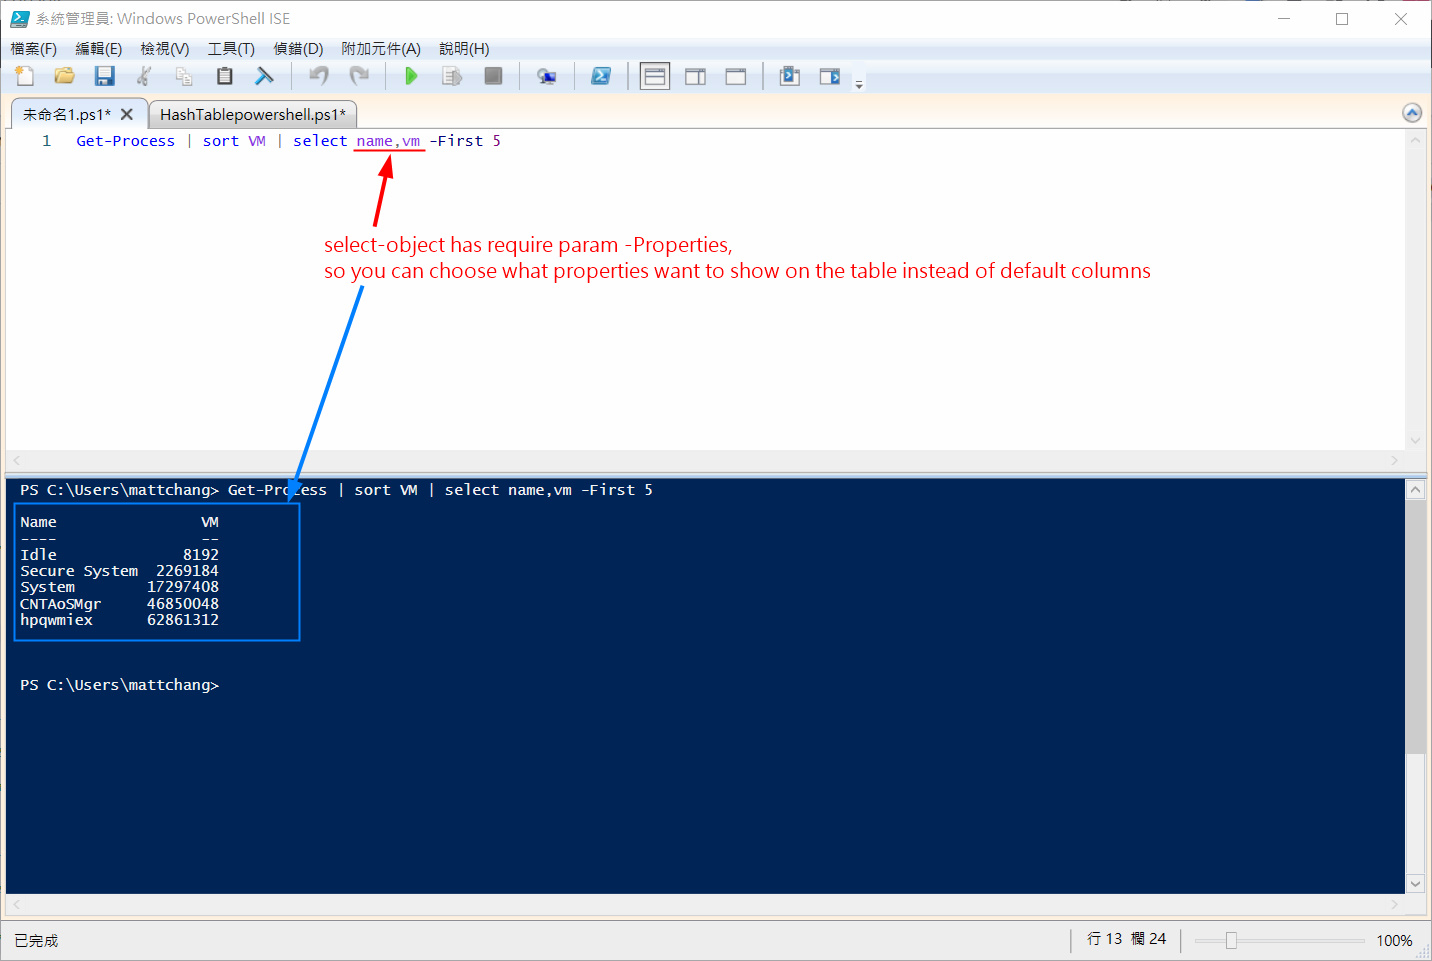 系統管理員: Windows PowerShell ISE
檔案(F) 編輯(E) 檢視(V) 工具(T) 偵錯(D) 附加元件(A) 說明(H)
未命名1.ps1* HashTablepowershell.ps1*
1 Get-Process | sort VM | select name,vm -First 5
select-object has require param -Properties,
so you can choose what properties want to show on the table instead of default columns
PS C:\Users\mattchang> Get-Process | sort VM | select name,vm -First 5
Name VM
---- --
Idle 8192
Secure System 2269184
System 17297408
CNTAoSMgr 46850048
hpqwmiex 62861312
PS C:\Users\mattchang>
已完成 行 13 欄 24 100%